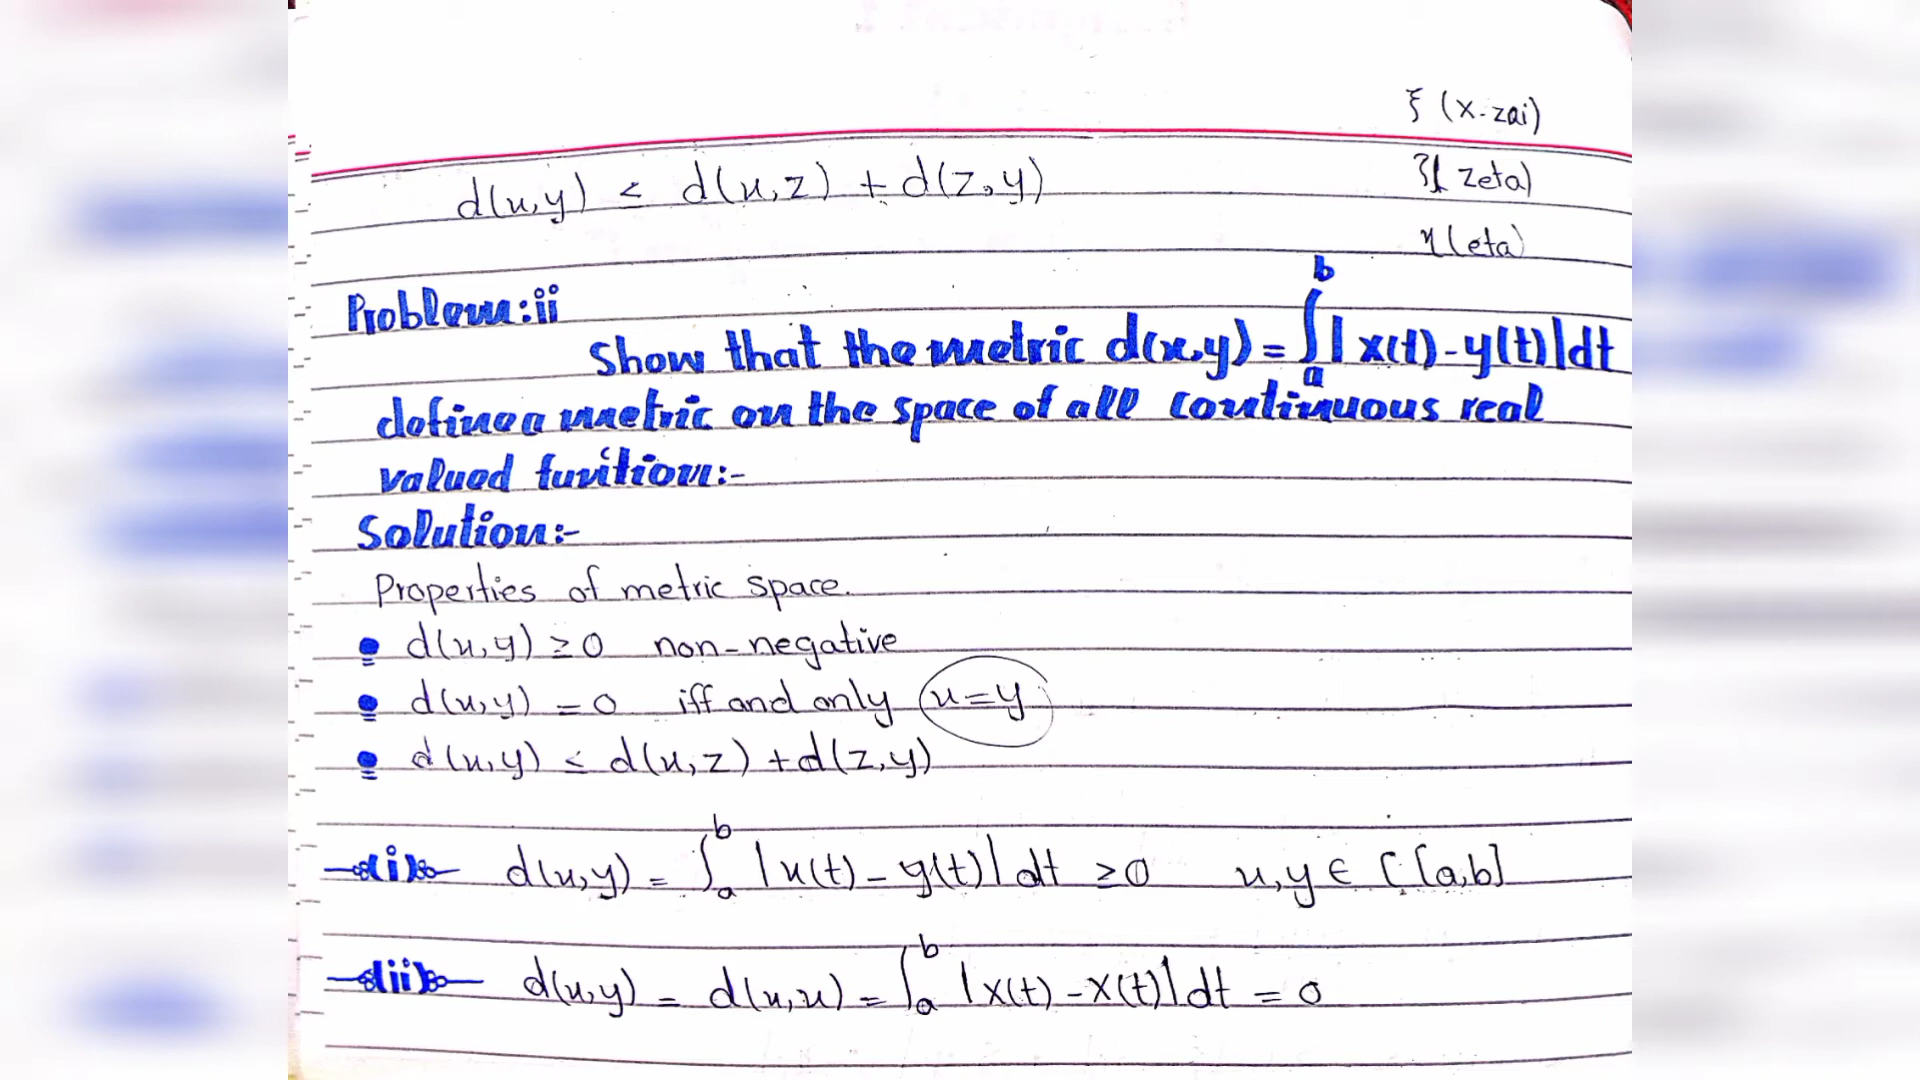 ξ (x-zai)
d(x,y) ≤ d(x,z) + d(z,y)
ζ( zeta)
η(eta)
Problem:ii
Show that the metric d(x,y) = ∫ₐᵇ | x(t) - y(t)|dt
define a metric on the space of all continuous real
valued function:-
Solution:-
Properties of metric space.
• d(x,y) ≥ 0 non-negative
• d(x,y) = 0 iff and only x=y
• d(x,y) ≤ d(x,z) + d(z,y)
(i) d(x,y) = ∫ₐᵇ |x(t) - y(t)| dt ≥ 0 x,y ∈ C[a,b]
(ii) d(x,y) = d(x,x) = ∫ₐᵇ |x(t) - x(t)| dt = 0